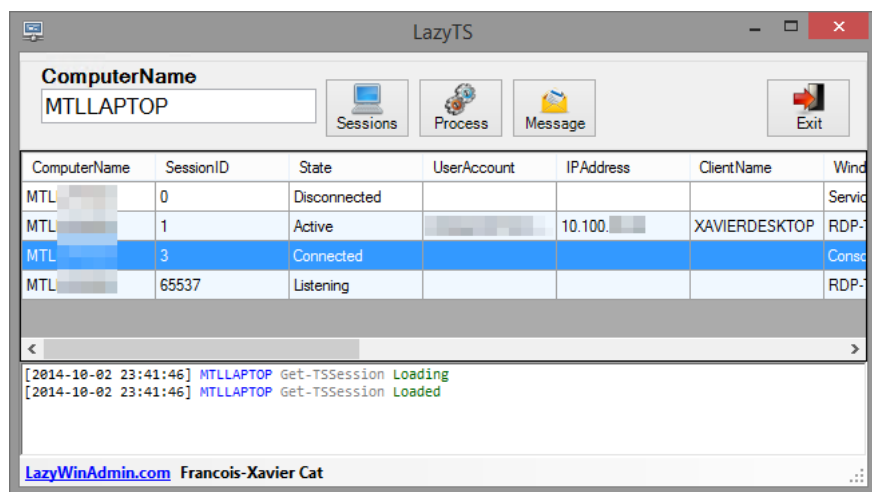 LazyTS
ComputerName
MTLLAPTOP
Sessions Process Message Exit
ComputerName SessionID State UserAccount IPAddress ClientName Wind
MTL 0 Disconnected Servic
MTL 1 Active 10.100. XAVIERDESKTOP RDP-T
MTL 3 Connected Conso
MTL 65537 Listening RDP-T
[2014-10-02 23:41:46] MTLLAPTOP Get-TSSession Loading
[2014-10-02 23:41:46] MTLLAPTOP Get-TSSession Loaded
LazyWinAdmin.com Francois-Xavier Cat